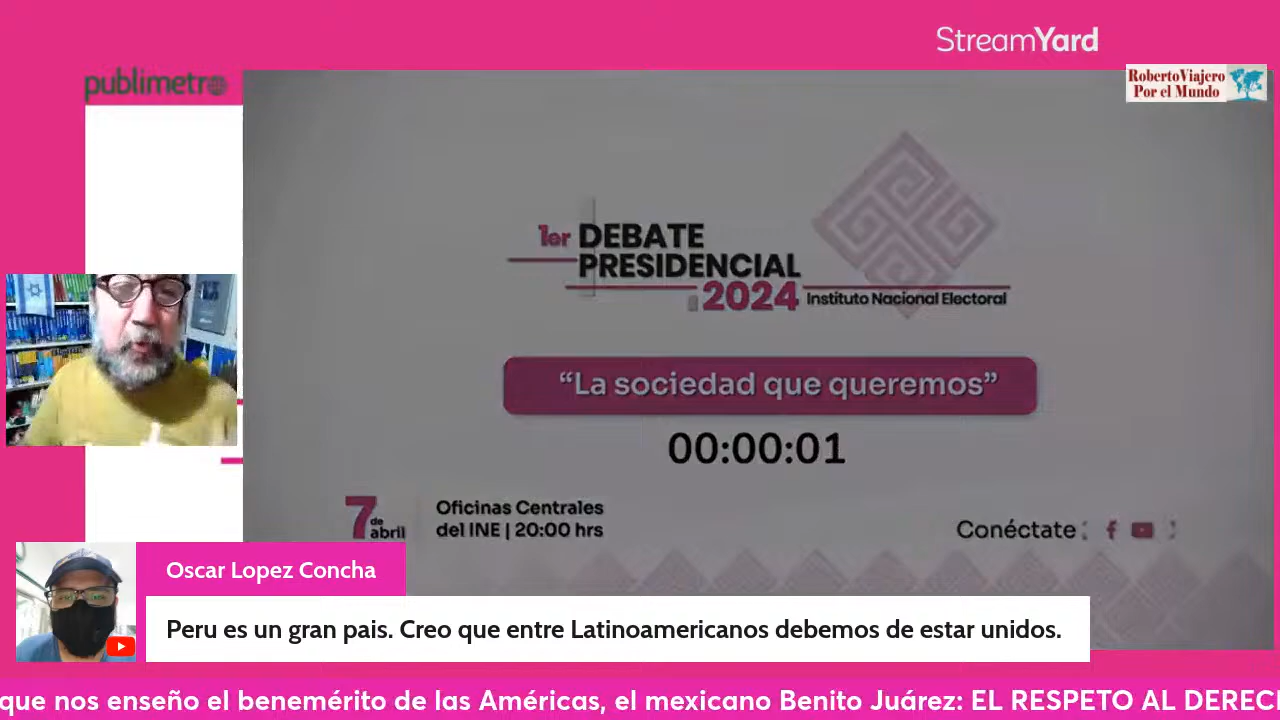 StreamYard
publimetro
RobertoViajero
Por el Mundo
1er DEBATE
PRESIDENCIAL
2024 Instituto Nacional Electoral
“La sociedad que queremos”
00:00:01
7 de abril
Oficinas Centrales
del INE | 20:00 hrs
Conéctate:
Oscar Lopez Concha
Peru es un gran pais. Creo que entre Latinoamericanos debemos de estar unidos.
que nos enseño el benemérito de las Américas, el mexicano Benito Juárez: EL RESPETO AL DEREC